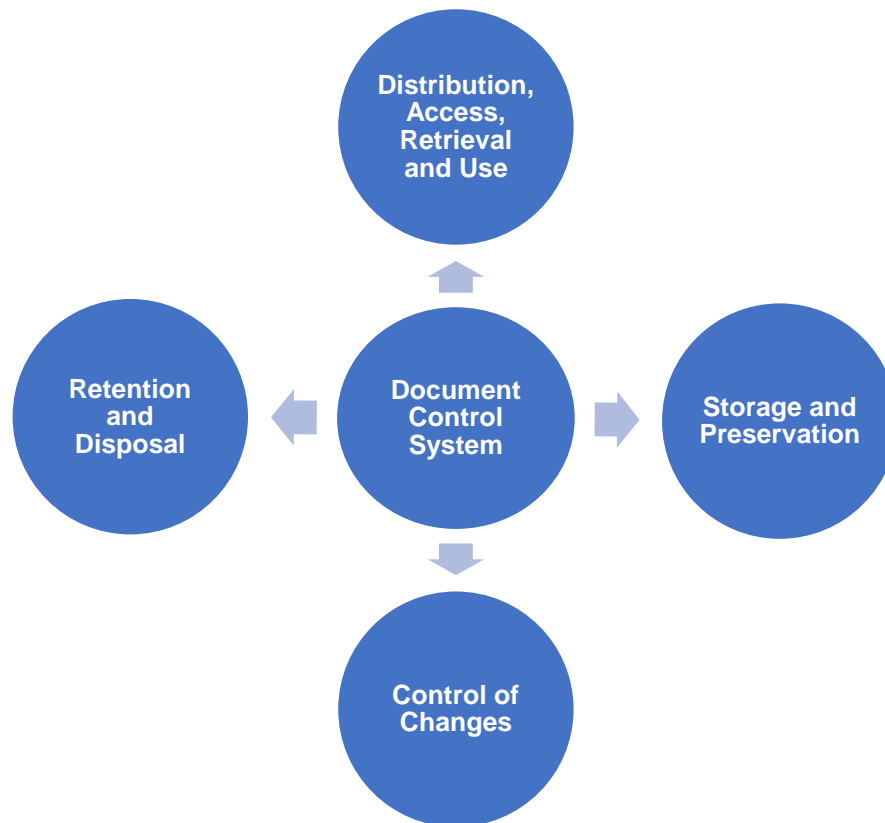 Distribution,
Access,
Retrieval
and Use
Retention
and
Disposal
Document
Control
System
Storage and
Preservation
Control of
Changes